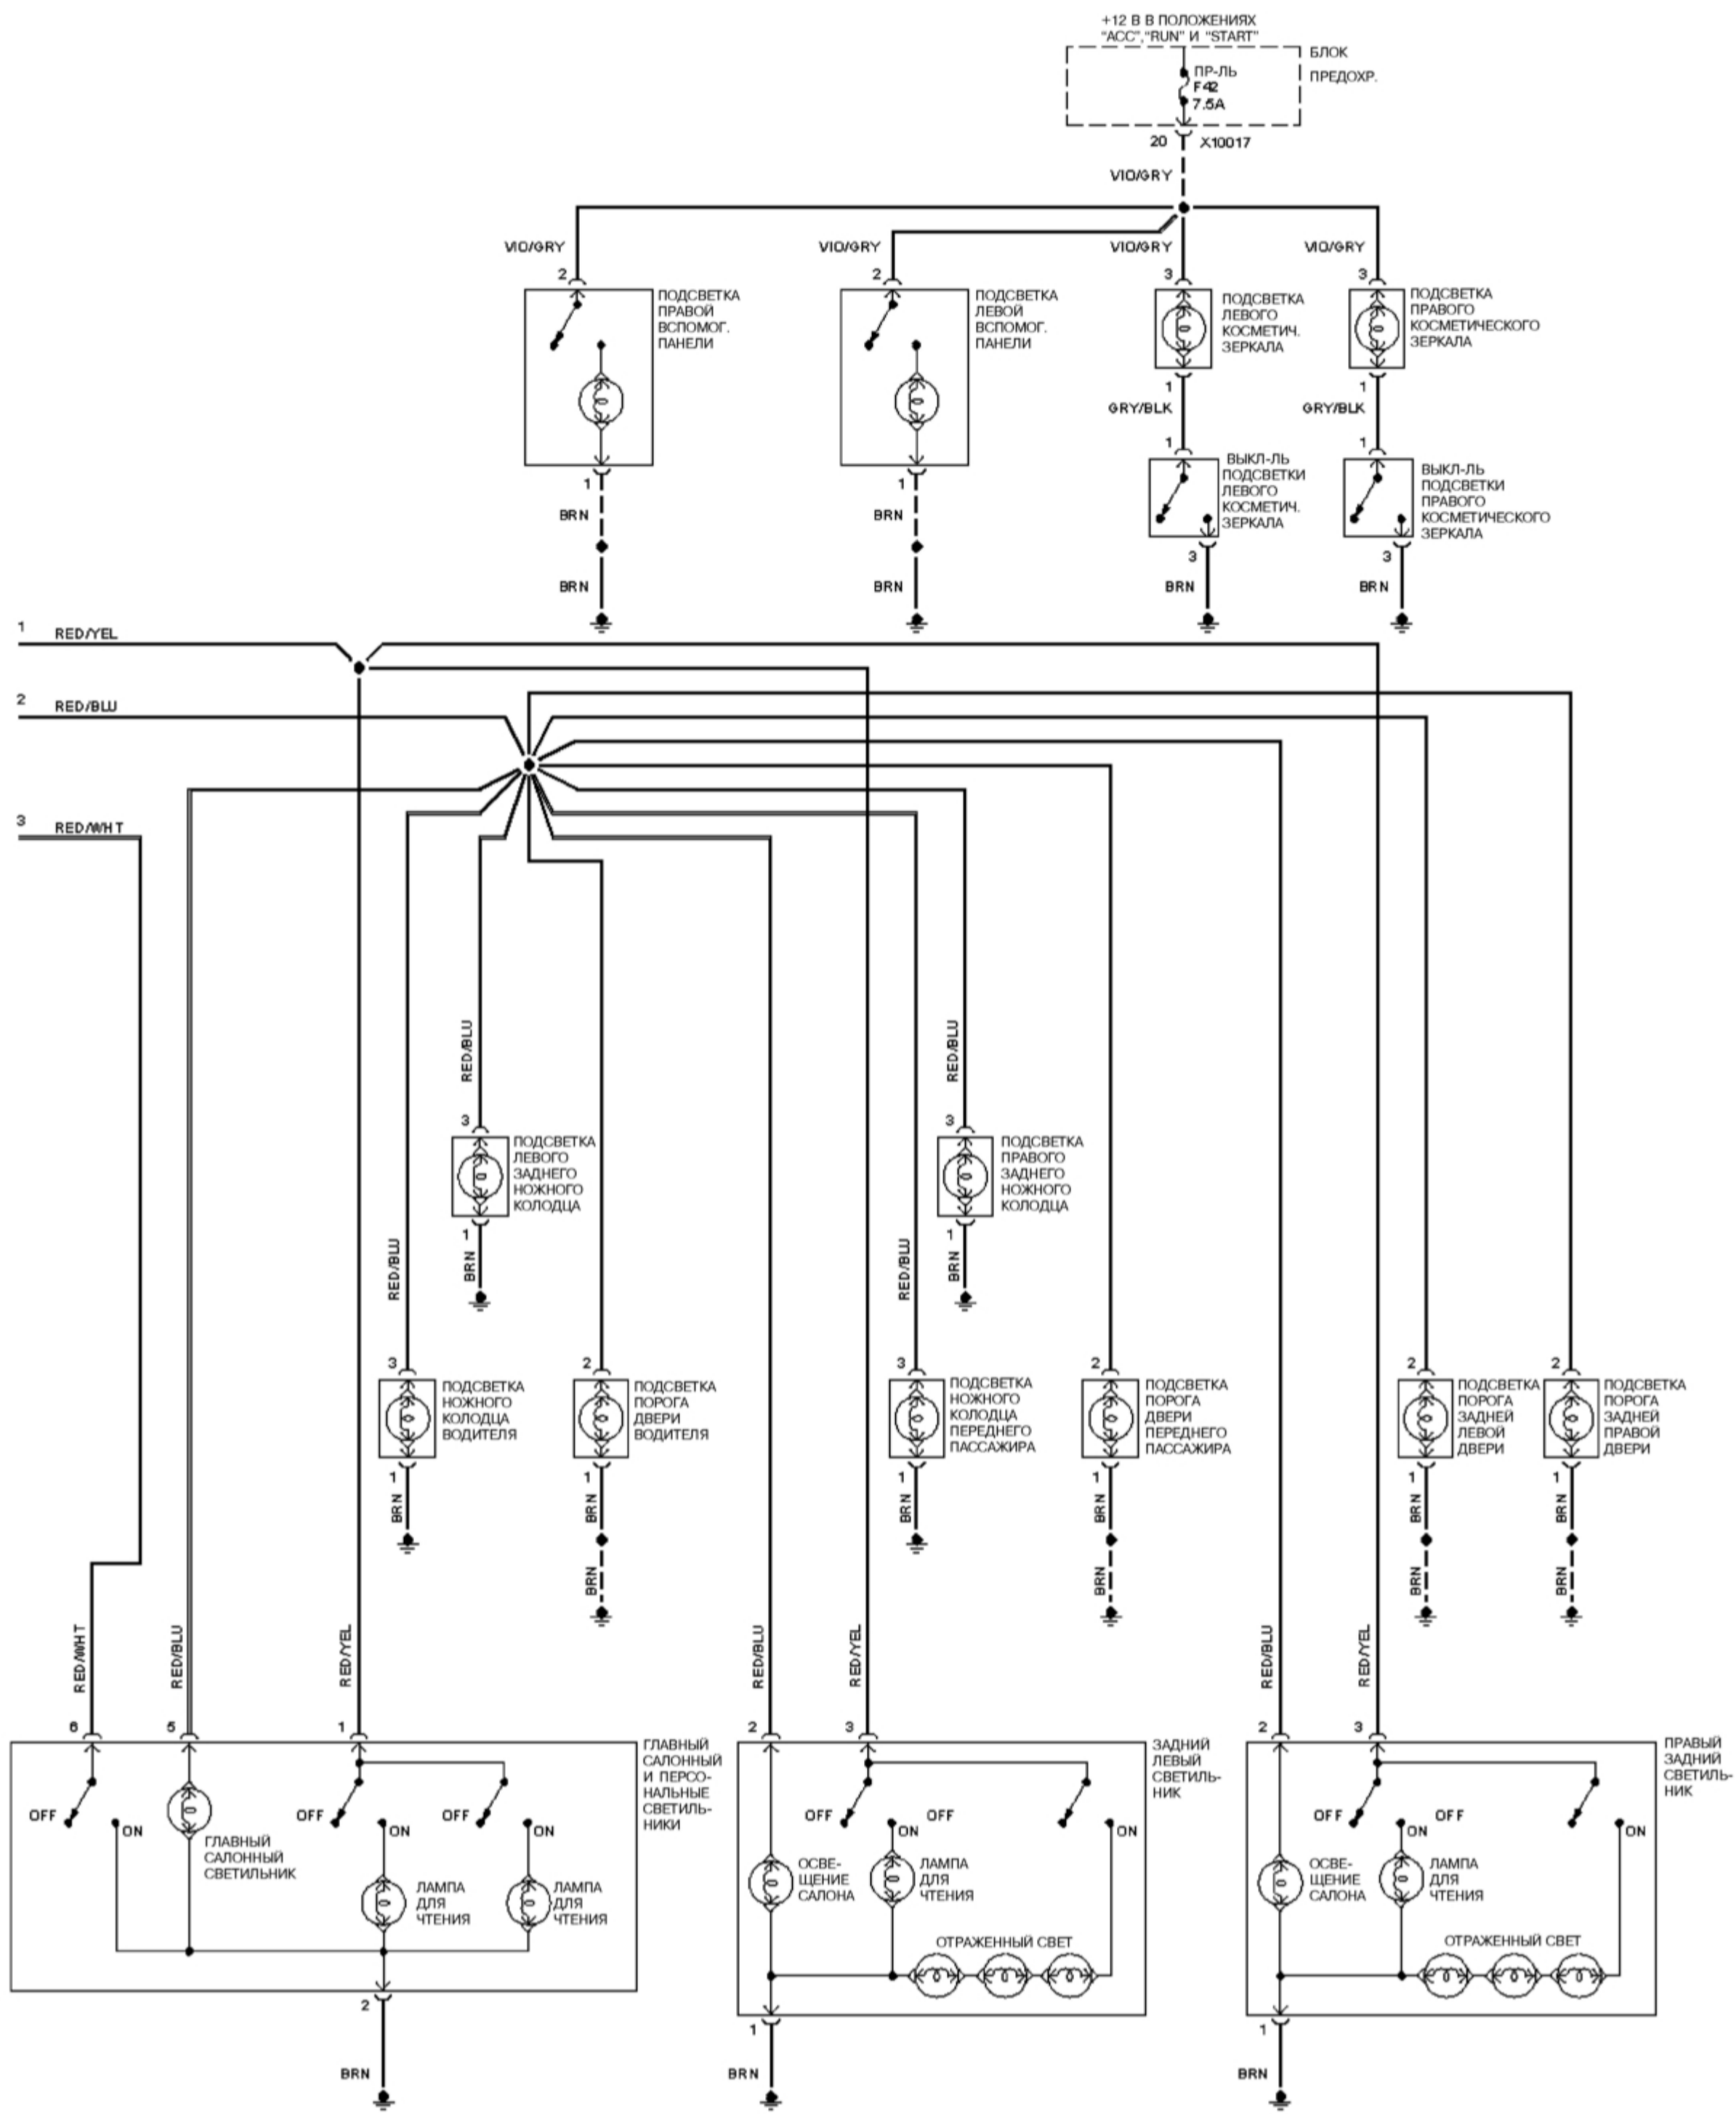 +12 В В ПОЛОЖЕНИЯХ
"ACC", "RUN" И "START"
БЛОК
ПРЕДОХР.
ПР-ЛЬ
F42
7.5A
20 X10017
VIO/GRY
VIO/GRY
VIO/GRY
VIO/GRY
VIO/GRY
2
2
3
3
ПОДСВЕТКА
ПРАВОЙ
ВСПОМОГ.
ПАНЕЛИ
ПОДСВЕТКА
ЛЕВОЙ
ВСПОМОГ.
ПАНЕЛИ
ПОДСВЕТКА
ЛЕВОГО
КОСМЕТИЧ.
ЗЕРКАЛА
ПОДСВЕТКА
ПРАВОГО
КОСМЕТИЧЕСКОГО
ЗЕРКАЛА
1
1
GRY/BLK
GRY/BLK
1
1
ВЫКЛ-ЛЬ
ПОДСВЕТКИ
ЛЕВОГО
КОСМЕТИЧ.
ЗЕРКАЛА
ВЫКЛ-ЛЬ
ПОДСВЕТКИ
ПРАВОГО
КОСМЕТИЧЕСКОГО
ЗЕРКАЛА
1
1
BRN
BRN
3
3
BRN
BRN
BRN
BRN
1 RED/YEL
2 RED/BLU
3 RED/WHT
RED/BLU
RED/BLU
3
3
ПОДСВЕТКА
ЛЕВОГО
ЗАДНЕГО
НОЖНОГО
КОЛОДЦА
ПОДСВЕТКА
ПРАВОГО
ЗАДНЕГО
НОЖНОГО
КОЛОДЦА
1
1
BRN
BRN
RED/BLU
RED/BLU
3
2
3
2
2
2
ПОДСВЕТКА
НОЖНОГО
КОЛОДЦА
ВОДИТЕЛЯ
ПОДСВЕТКА
ПОРОГА
ДВЕРИ
ВОДИТЕЛЯ
ПОДСВЕТКА
НОЖНОГО
КОЛОДЦА
ПЕРЕДНЕГО
ПАССАЖИРА
ПОДСВЕТКА
ПОРОГА
ДВЕРИ
ПЕРЕДНЕГО
ПАССАЖИРА
ПОДСВЕТКА
ПОРОГА
ЗАДНЕЙ
ЛЕВОЙ
ДВЕРИ
ПОДСВЕТКА
ПОРОГА
ЗАДНЕЙ
ПРАВОЙ
ДВЕРИ
1
1
1
1
1
1
BRN
BRN
BRN
BRN
BRN
BRN
BRN
BRN
BRN
BRN
RED/WHT
RED/BLU
RED/YEL
RED/BLU
RED/YEL
RED/BLU
RED/YEL
6
5
1
2
3
2
3
ГЛАВНЫЙ
САЛОННЫЙ
И ПЕРСО-
НАЛЬНЫЕ
СВЕТИЛЬ-
НИКИ
OFF
ON
ГЛАВНЫЙ
САЛОННЫЙ
СВЕТИЛЬНИК
OFF
ON
OFF
ON
ЛАМПА
ДЛЯ
ЧТЕНИЯ
ЛАМПА
ДЛЯ
ЧТЕНИЯ
2
BRN
ЗАДНИЙ
ЛЕВЫЙ
СВЕТИЛЬ-
НИК
OFF
ON
OFF
ON
ОСВЕ-
ЩЕНИЕ
САЛОНА
ЛАМПА
ДЛЯ
ЧТЕНИЯ
ОТРАЖЕННЫЙ СВЕТ
1
BRN
ПРАВЫЙ
ЗАДНИЙ
СВЕТИЛЬ-
НИК
OFF
ON
OFF
ON
ОСВЕ-
ЩЕНИЕ
САЛОНА
ЛАМПА
ДЛЯ
ЧТЕНИЯ
ОТРАЖЕННЫЙ СВЕТ
1
BRN